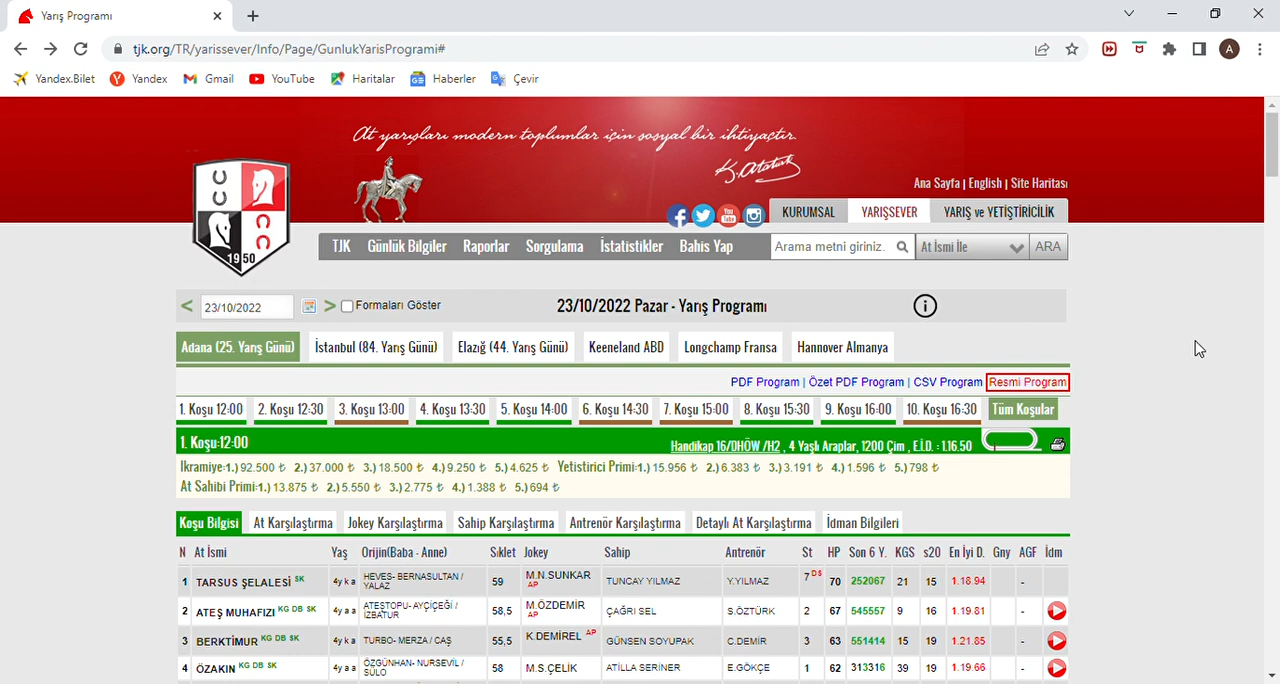 Yarış Programı
tjk.org/TR/yarissever/Info/Page/GunlukYarisProgrami#
A
Yandex.Bilet Yandex Gmail YouTube Haritalar Haberler Çevir
At yarışları modern toplumlar için sosyal bir ihtiyaçtır.
K. Atatürk
1950
Ana Sayfa | English | Site Haritası
KURUMSAL YARIŞSEVER YARIŞ ve YETİŞTİRİCİLİK
TJK Günlük Bilgiler Raporlar Sorgulama İstatistikler Bahis Yap Arama metni giriniz. At İsmi İle ARA
< 23/10/2022 > Formaları Göster 23/10/2022 Pazar - Yarış Programı
Adana (25. Yarış Günü) İstanbul (84. Yarış Günü) Elazığ (44. Yarış Günü) Keeneland ABD Longchamp Fransa Hannover Almanya
PDF Program | Özet PDF Program | CSV Program Resmi Program
1. Koşu 12:00 2. Koşu 12:30 3. Koşu 13:00 4. Koşu 13:30 5. Koşu 14:00 6. Koşu 14:30 7. Koşu 15:00 8. Koşu 15:30 9. Koşu 16:00 10. Koşu 16:30 Tüm Koşular
1. Koşu:12:00 Handikap 16/DHÖW /H2 , 4 Yaşlı Araplar, 1200 Çim , E.İ.D. : 1.16.50
Ikramiye:1.) 92.500 ₺ 2.) 37.000 ₺ 3.) 18.500 ₺ 4.) 9.250 ₺ 5.) 4.625 ₺ Yetistirici Primi:1.) 15.956 ₺ 2.) 6.383 ₺ 3.) 3.191 ₺ 4.) 1.596 ₺ 5.) 798 ₺
At Sahibi Primi:1.) 13.875 ₺ 2.) 5.550 ₺ 3.) 2.775 ₺ 4.) 1.388 ₺ 5.) 694 ₺
Koşu Bilgisi At Karşılaştırma Jokey Karşılaştırma Sahip Karşılaştırma Antrenör Karşılaştırma Detaylı At Karşılaştırma İdman Bilgileri
N At İsmi Yaş Orijin(Baba - Anne) Sıklet Jokey Sahip Antrenör St HP Son 6 Y. KGS s20 En İyi D. Gny AGF İdm
1 TARSUS ŞELALESİ SK 4y k a HEVES- BERNASULTAN / YALAZ 59 M.N.SUNKAR AP TUNCAY YILMAZ Y.YILMAZ 7 DS 70 252067 21 15 1.18.94 -
2 ATEŞ MUHAFIZI KG DB SK 4y a a ATESTOPU- AYÇİÇEĞİ / İZBATUR 58,5 M.ÖZDEMİR AP ÇAĞRI SEL S.ÖZTÜRK 2 67 545557 9 16 1.19.81 -
3 BERKTİMUR KG DB SK 4y k a TURBO- MERZA / CAŞ 55,5 K.DEMİREL AP GÜNSEN SOYUPAK C.DEMİR 3 63 551414 15 19 1.21.85 -
4 ÖZAKIN KG DB SK 4y a a ÖZGÜNHAN- NURSEVİL / SULO 58 M.S.ÇELİK ATİLLA SERİNER E.GÖKÇE 1 62 313316 39 19 1.19.66 -